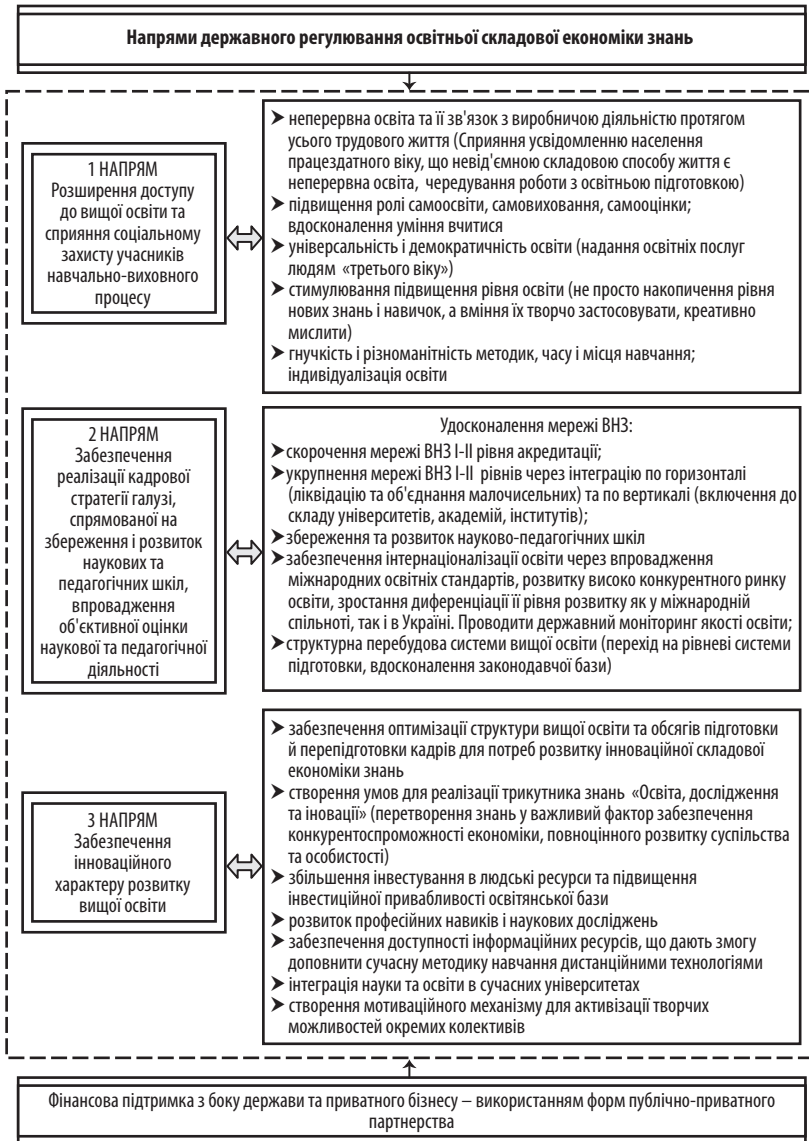 Напрями державного регулювання освітньої складової економіки знань
1 НАПРЯМ
Розширення доступу
до вищої освіти та
сприяння соціальному
захисту учасників
навчально-виховного
процесу
➤ неперервна освіта та її зв'язок з виробничою діяльністю протягом
усього трудового життя (Сприяння усвідомленню населення
працездатного віку, що невід'ємною складовою способу життя є
неперервна освіта, чередування роботи з освітньою підготовкою)
➤ підвищення ролі самоосвіти, самовиховання, самооцінки;
вдосконалення уміння вчитися
➤ універсальність і демократичність освіти (надання освітніх послуг
людям «третього віку»)
➤ стимулювання підвищення рівня освіти (не просто накопичення рівня
нових знань і навичок, а вміння їх творчо застосовувати, креативно
мислити)
➤ гнучкість і різноманітність методик, часу і місця навчання;
індивідуалізація освіти
2 НАПРЯМ
Забезпечення
реалізації кадрової
стратегії галузі,
спрямованої на
збереження і розвиток
наукових та
педагогічних шкіл,
впровадження
об'єктивної оцінки
наукової та педагогічної
діяльності
Удосконалення мережі ВНЗ:
➤ скорочення мережі ВНЗ І-ІІ рівня акредитації;
➤ укрупнення мережі ВНЗ І-ІІ рівнів через інтеграцію по горизонталі
(ліквідацію та об'єднання малочисельних) та по вертикалі (включення до
складу університетів, академій, інститутів);
➤ збереження та розвиток науково-педагогічних шкіл
➤ забезпечення інтернаціоналізації освіти через впровадження
міжнародних освітніх стандартів, розвитку високо конкурентного ринку
освіти, зростання диференціації її рівня розвитку як у міжнародній
спільноті, так і в Україні. Проводити державний моніторинг якості освіти;
➤ структурна перебудова системи вищої освіти (перехід на рівневі системи
підготовки, вдосконалення законодавчої бази)
3 НАПРЯМ
Забезпечення
інноваційного
характеру розвитку
вищої освіти
➤ забезпечення оптимізації структури вищої освіти та обсягів підготовки
й перепідготовки кадрів для потреб розвитку інноваційної складової
економіки знань
➤ створення умов для реалізації трикутника знань «Освіта, дослідження
та іновації» (перетворення знань у важливий фактор забезпечення
конкурентоспроможності економіки, повноцінного розвитку суспільства
та особистості)
➤ збільшення інвестування в людські ресурси та підвищення
інвестиційної привабливості освітянської бази
➤ розвиток професійних навиків і наукових досліджень
➤ забезпечення доступності інформаційних ресурсів, що дають змогу
доповнити сучасну методику навчання дистанційними технологіями
➤ інтеграція науки та освіти в сучасних університетах
➤ створення мотиваційного механізму для активізації творчих
можливостей окремих колективів
Фінансова підтримка з боку держави та приватного бізнесу – використанням форм публічно-приватного
партнерства